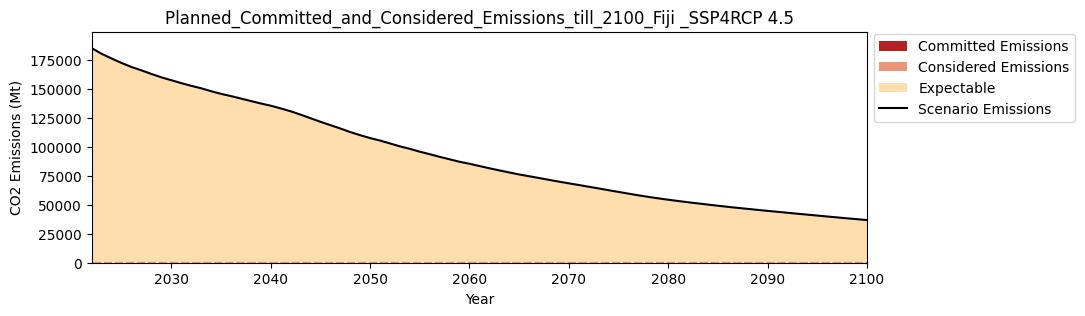 Planned_Committed_and_Considered_Emissions_till_2100_Fiji _SSP4RCP 4.5
CO2 Emissions (Mt)
175000
150000
125000
100000
75000
50000
25000
0
2030
2040
2050
2060
2070
2080
2090
2100
Year
Committed Emissions
Considered Emissions
Expectable
Scenario Emissions